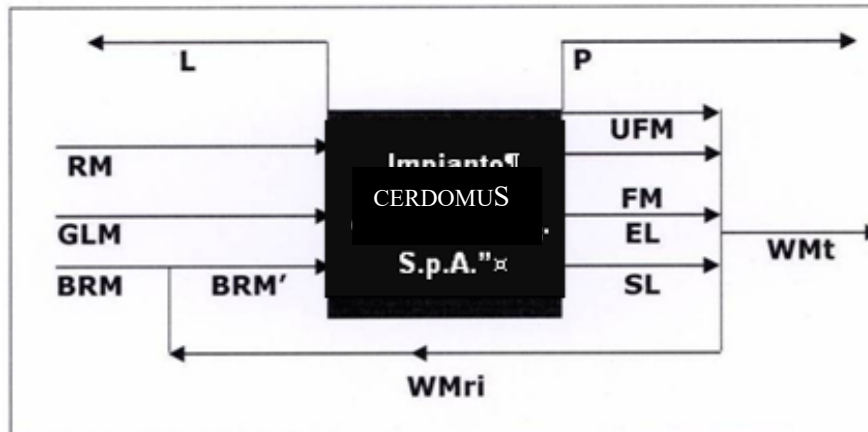 L
P
UFM
RM
Impianto¶
CERDOMUS
FM
GLM
EL
WMt
S.p.A.”¤
BRM
BRM’
SL
WMri